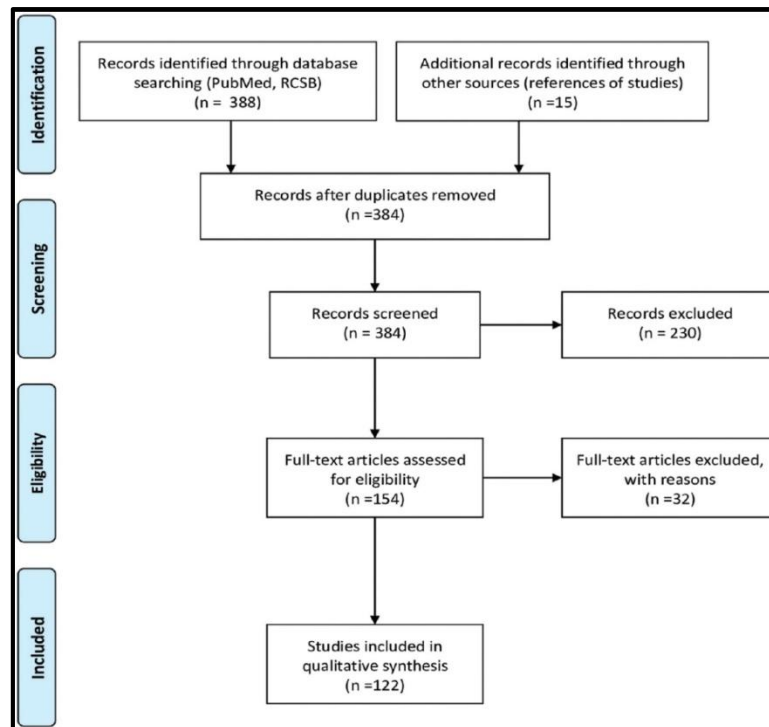 Identification
Records identified through database
searching (PubMed, RCSB)
(n = 388)
Additional records identified through
other sources (references of studies)
(n =15)
Records after duplicates removed
(n =384)
Screening
Records screened
(n = 384)
Records excluded
(n = 230)
Eligibility
Full-text articles assessed
for eligibility
(n =154)
Full-text articles excluded,
with reasons
(n =32)
Included
Studies included in
qualitative synthesis
(n =122)